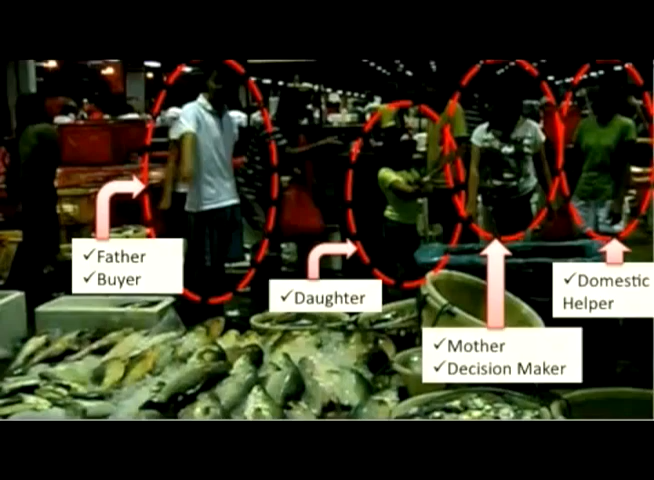 ✓Father
✓Buyer
✓Daughter
✓Mother
✓Decision Maker
✓Domestic
Helper